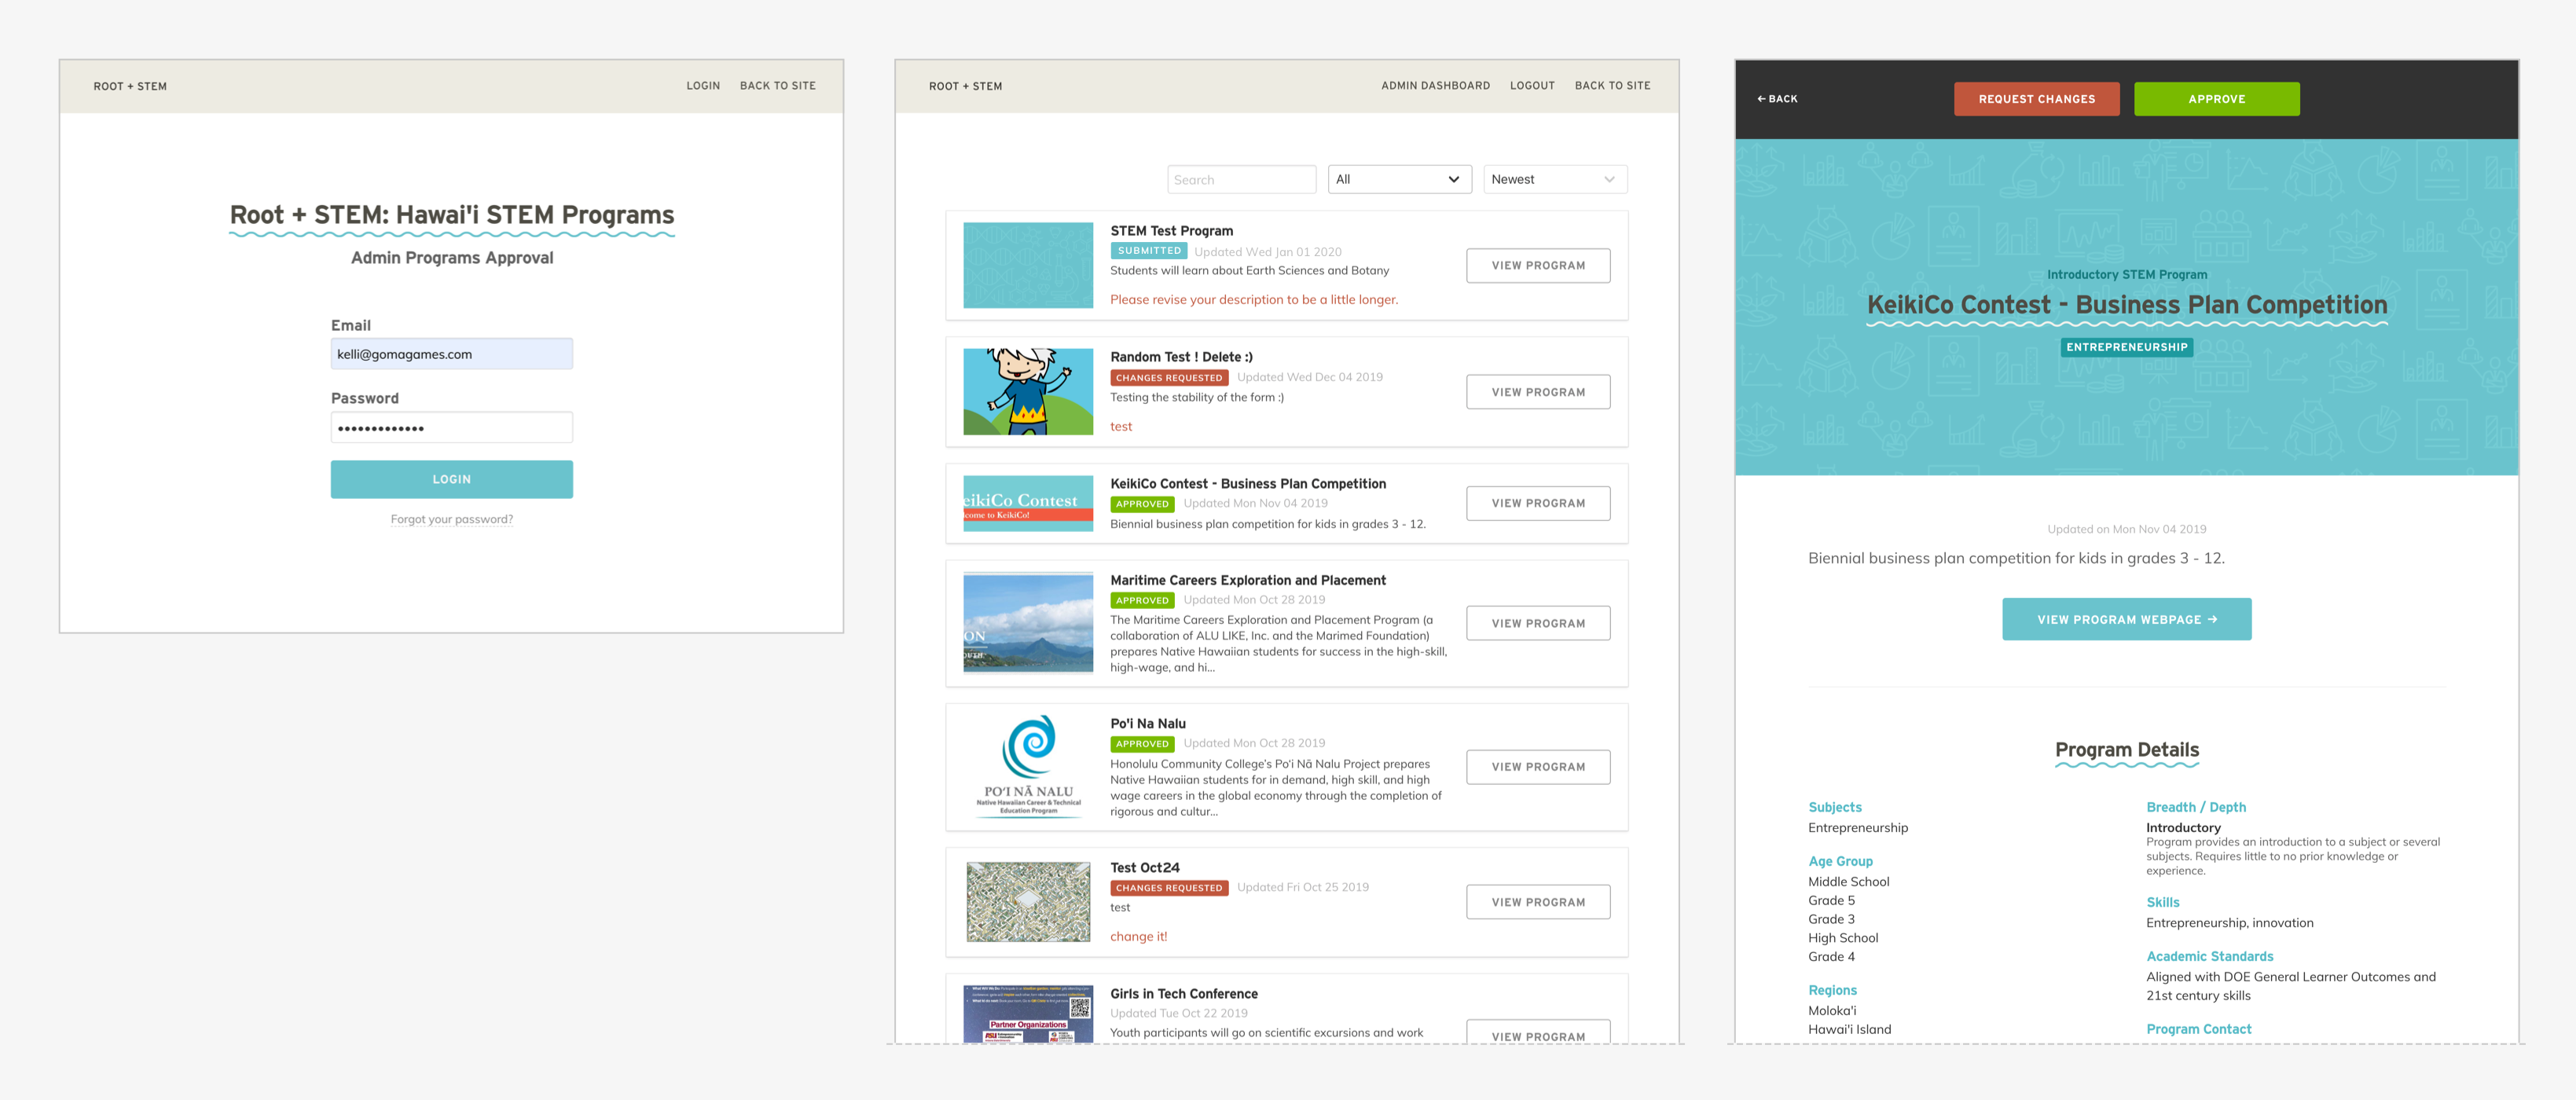 ROOT + STEM
LOGIN BACK TO SITE
Root + STEM: Hawai'i STEM Programs
Admin Programs Approval
Email
kelli@gomagames.com
Password
•••••••••••••
LOGIN
Forgot your password?
ROOT + STEM
ADMIN DASHBOARD LOGOUT BACK TO SITE
Search
All
Newest
STEM Test Program
SUBMITTED Updated Wed Jan 01 2020
Students will learn about Earth Sciences and Botany
Please revise your description to be a little longer.
VIEW PROGRAM
Random Test ! Delete :)
CHANGES REQUESTED Updated Wed Dec 04 2019
Testing the stability of the form :)
test
VIEW PROGRAM
eikiCo Contest
come to KeikiCo!
KeikiCo Contest - Business Plan Competition
APPROVED Updated Mon Nov 04 2019
Biennial business plan competition for kids in grades 3 - 12.
VIEW PROGRAM
ON
Maritime Careers Exploration and Placement
APPROVED Updated Mon Oct 28 2019
The Maritime Careers Exploration and Placement Program (a
collaboration of ALU LIKE, Inc. and the Marimed Foundation)
prepares Native Hawaiian students for success in the high-skill,
high-wage, and hi...
VIEW PROGRAM
PO'I NĀ NALU
Native Hawaiian Career & Technical
Education Program
Po'i Na Nalu
APPROVED Updated Mon Oct 28 2019
Honolulu Community College's Po'i Nā Nalu Project prepares
Native Hawaiian students for in demand, high skill, and high
wage careers in the global economy through the completion of
rigorous and cultur...
VIEW PROGRAM
Test Oct24
CHANGES REQUESTED Updated Fri Oct 25 2019
test
change it!
VIEW PROGRAM
Partner Organizations
Girls in Tech Conference
Updated Tue Oct 22 2019
Youth participants will go on scientific excursions and work
VIEW PROGRAM
← BACK
REQUEST CHANGES
APPROVE
Introductory STEM Program
KeikiCo Contest - Business Plan Competition
ENTREPRENEURSHIP
Updated on Mon Nov 04 2019
Biennial business plan competition for kids in grades 3 - 12.
VIEW PROGRAM WEBPAGE →
Program Details
Subjects
Entrepreneurship
Age Group
Middle School
Grade 5
Grade 3
High School
Grade 4
Regions
Moloka'i
Hawai'i Island
Breadth / Depth
Introductory
Program provides an introduction to a subject or several
subjects. Requires little to no prior knowledge or
experience.
Skills
Entrepreneurship, innovation
Academic Standards
Aligned with DOE General Learner Outcomes and
21st century skills
Program Contact